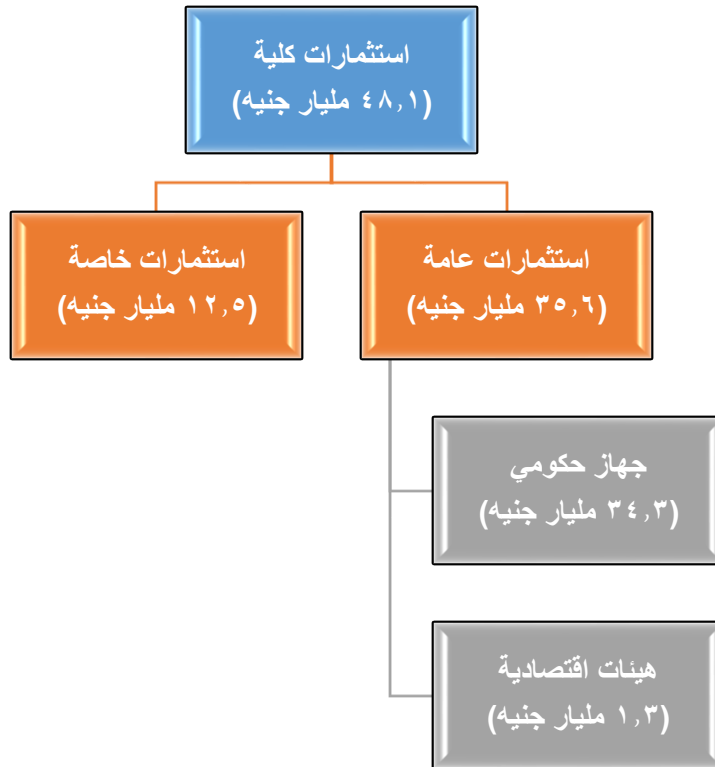 استثمارات كلية
(٤٨,١ مليار جنيه)
استثمارات عامة
(٣٥,٦ مليار جنيه)
استثمارات خاصة
(١٢,٥ مليار جنيه)
جهاز حكومي
(٣٤,٣ مليار جنيه)
هيئات اقتصادية
(١,٣ مليار جنيه)